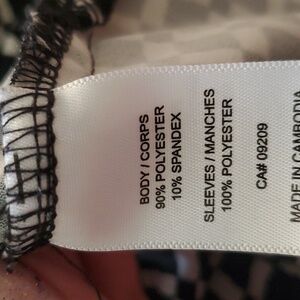 BODY / CORPS
90% POLYESTER
10% SPANDEX
SLEEVES / MANCHES
100% POLYESTER
CA# 09209
MADE IN CAMBODIA